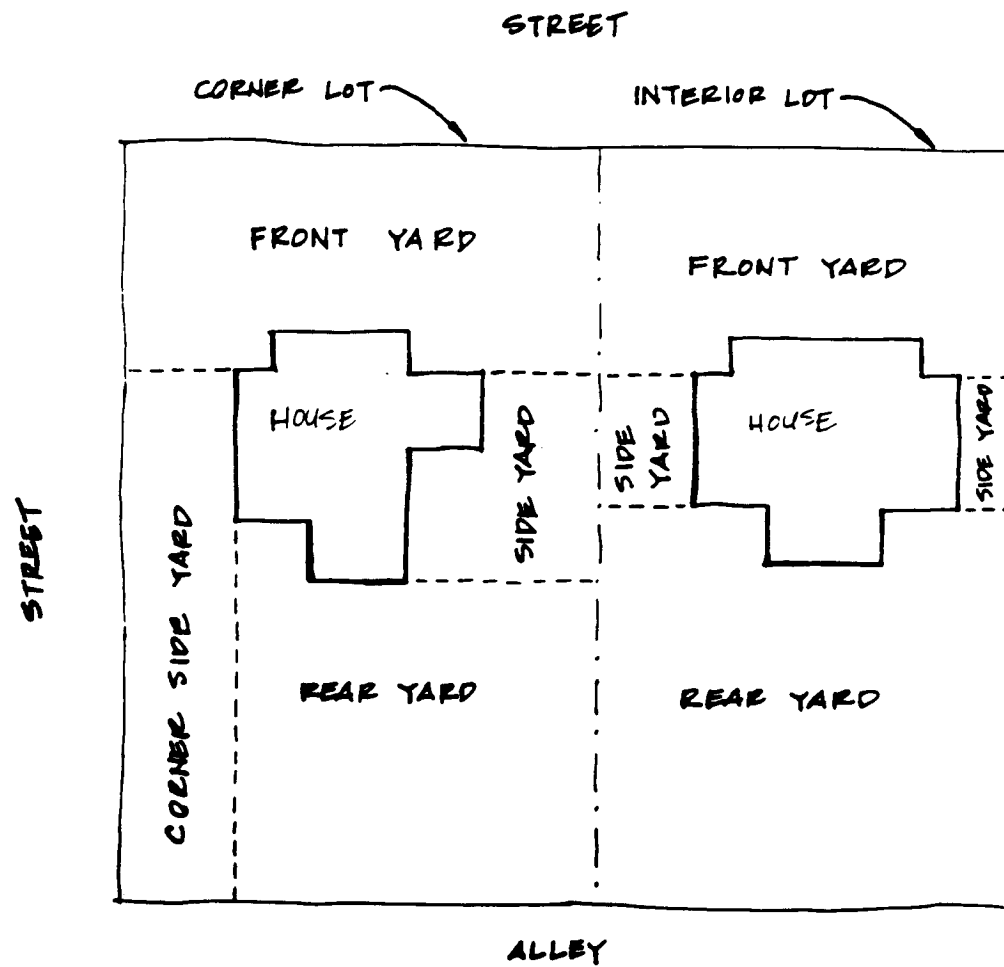 STREET
CORNER LOT
INTERIOR LOT
FRONT YARD
FRONT YARD
HOUSE
SIDE YARD
SIDE
YARD
HOUSE
SIDE YARD
STREET
CORNER SIDE YARD
REAR YARD
REAR YARD
ALLEY